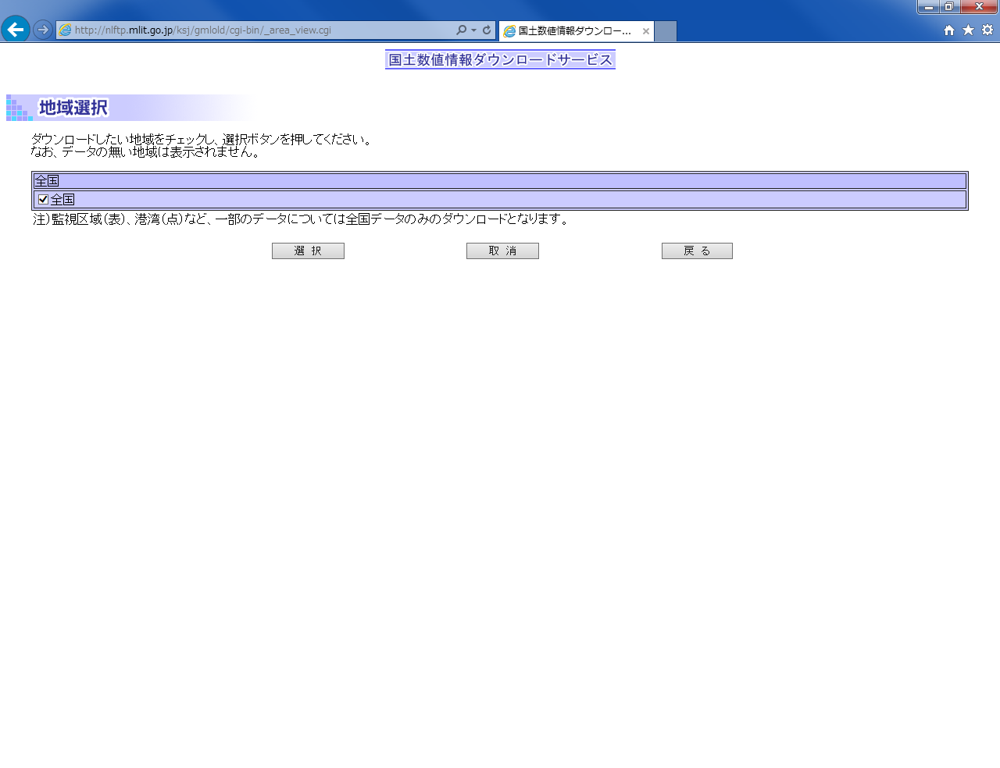 http://nlftp.mlit.go.jp/ksj/gmlold/cgi-bin/_area_view.cgi
国土数値情報ダウンロー...
国土数値情報ダウンロードサービス
地域選択
ダウンロードしたい地域をチェックし、選択ボタンを押してください。
なお、データの無い地域は表示されません。
全国
全国
注）監視区域（表）、港湾（点）など、一部のデータについては全国データのみのダウンロードとなります。
選 択
取 消
戻 る